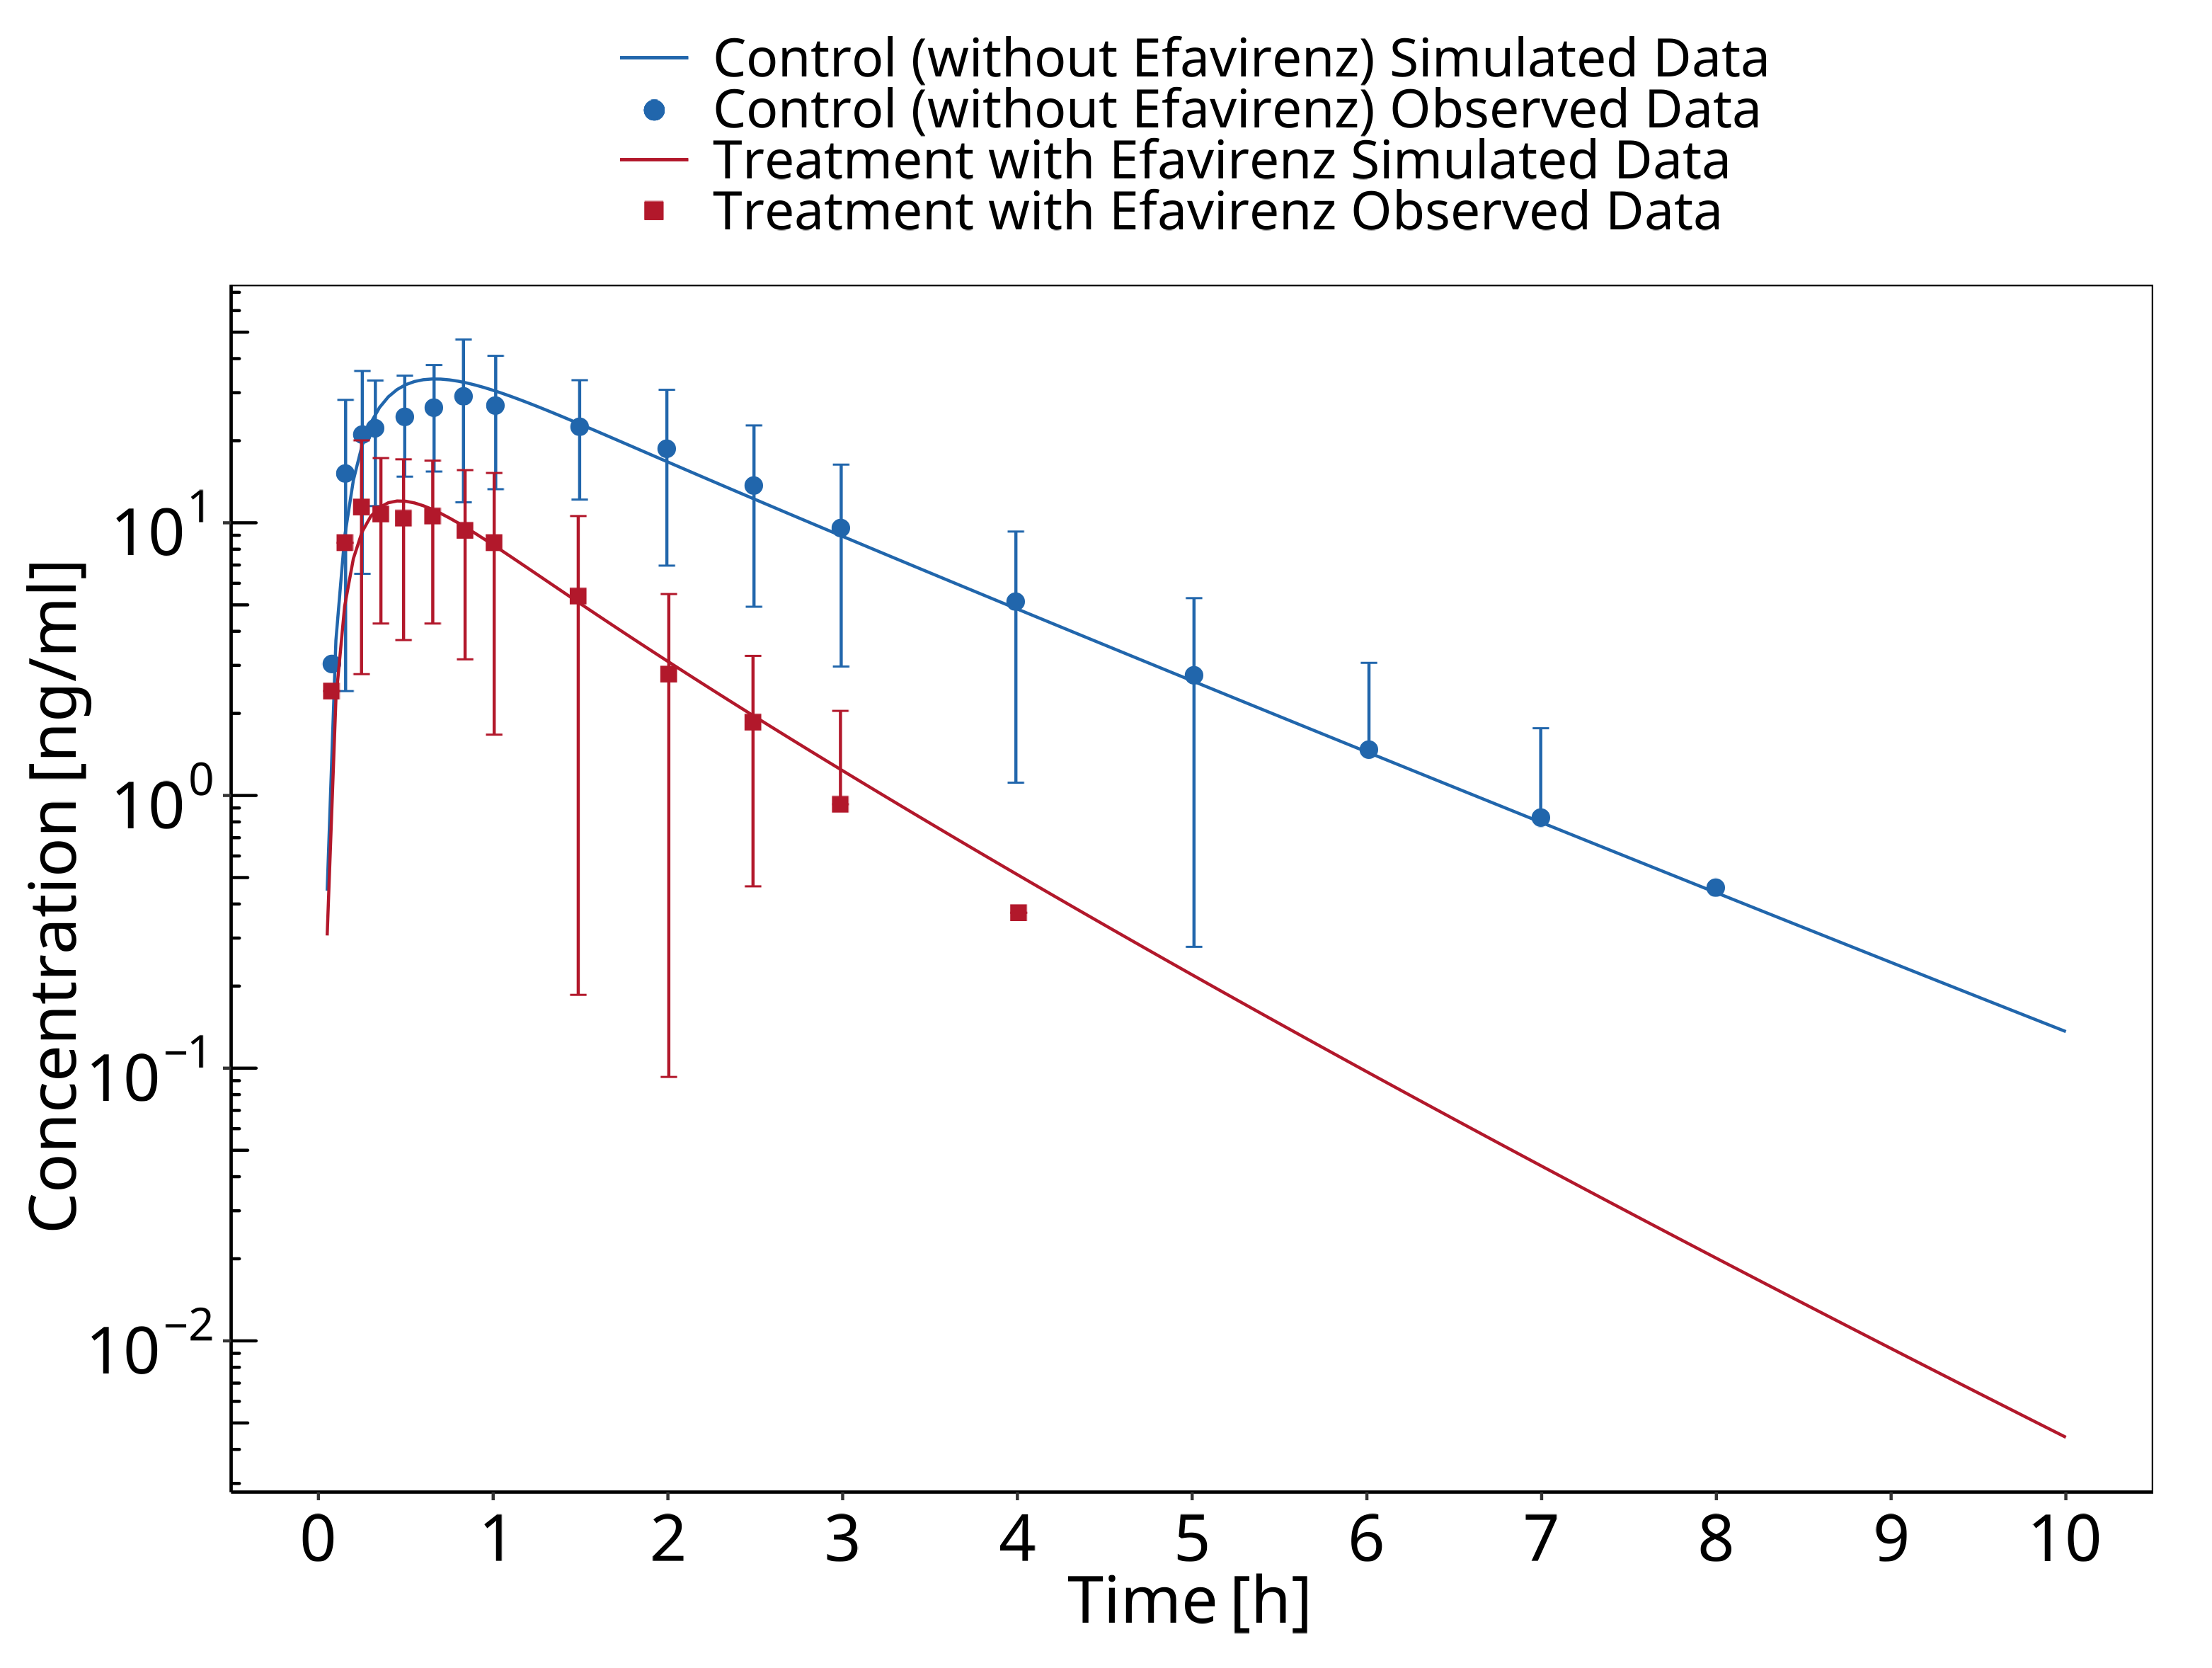 Control (without Efavirenz) Simulated Data
Control (without Efavirenz) Observed Data
Treatment with Efavirenz Simulated Data
Treatment with Efavirenz Observed Data
Concentration [ng/ml]
10¹
10⁰
10⁻¹
10⁻²
0 1 2 3 4 5 6 7 8 9 10
Time [h]